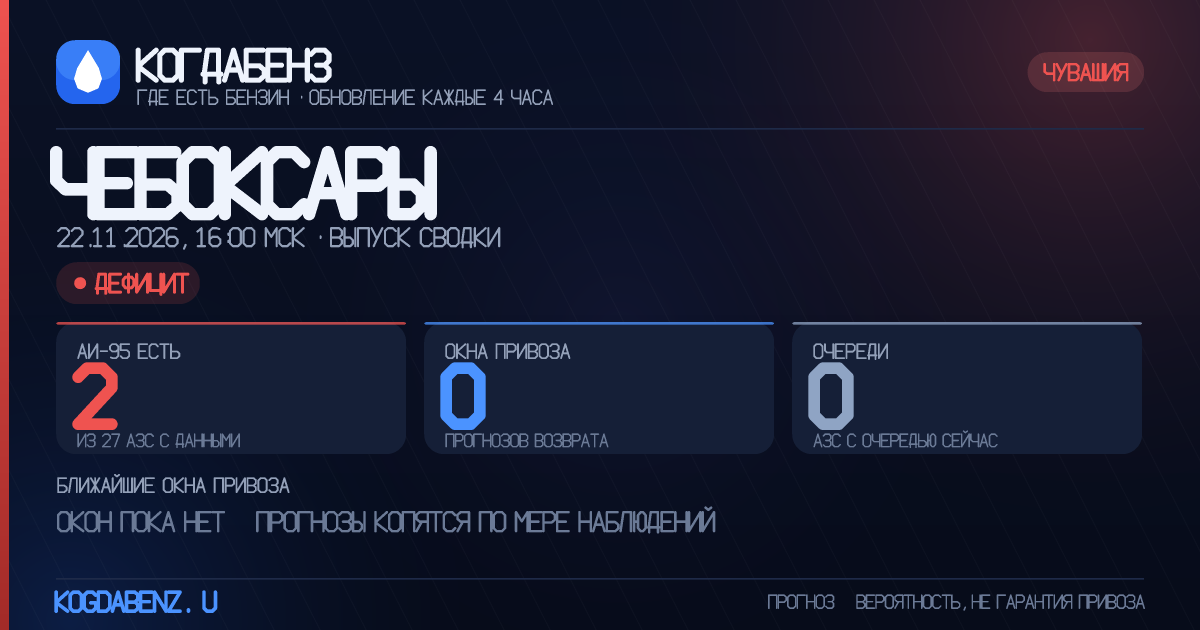 КОГДАБЕНЗ
ГДЕ ЕСТЬ БЕНЗИН · ОБНОВЛЕНИЕ КАЖДЫЕ 4 ЧАСА
ЧУВАШИЯ
ЧЕБОКСАРЫ
22.11.2026, 16:00 МСК · ВЫПУСК СВОДКИ
ДЕФИЦИТ
АИ-95 ЕСТЬ
2
ИЗ 27 АЗС С ДАННЫМИ
ОКНА ПРИВОЗА
0
ПРОГНОЗОВ ВОЗВРАТА
ОЧЕРЕДИ
0
АЗС С ОЧЕРЕДЬЮ СЕЙЧАС
БЛИЖАЙШИЕ ОКНА ПРИВОЗА
ОКОН ПОКА НЕТ ПРОГНОЗЫ КОПЯТСЯ ПО МЕРЕ НАБЛЮДЕНИЙ
KOGDABENZ. U
ПРОГНОЗ ВЕРОЯТНОСТЬ, НЕ ГАРАНТИЯ ПРИВОЗА